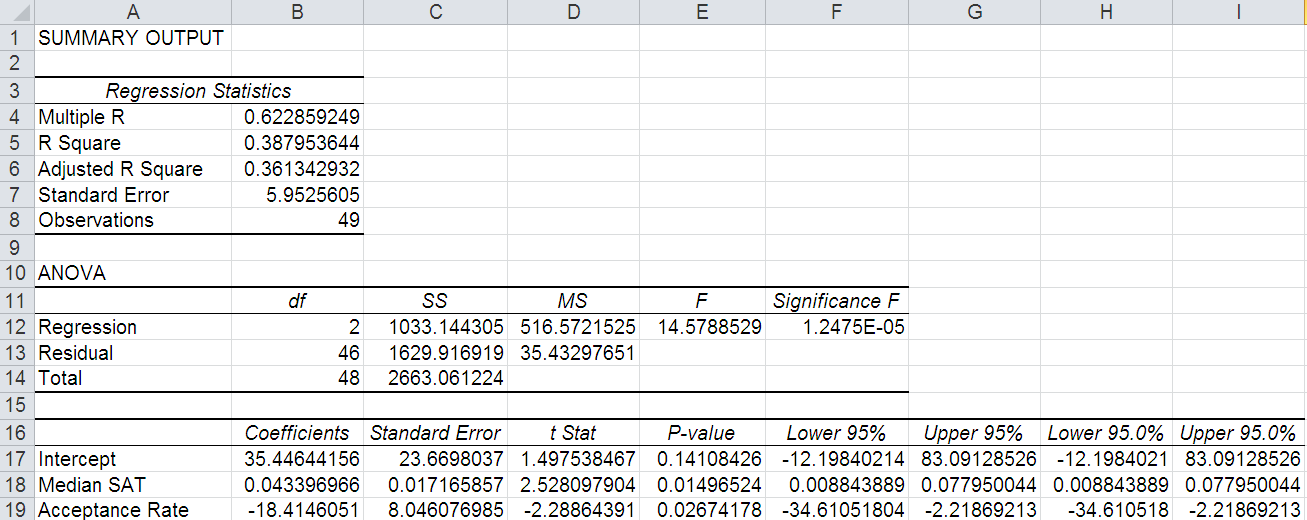 A B C D E F G H I
1 SUMMARY OUTPUT
2
3 Regression Statistics
4 Multiple R 0.622859249
5 R Square 0.387953644
6 Adjusted R Square 0.361342932
7 Standard Error 5.9525605
8 Observations 49
9
10 ANOVA
11 df SS MS F Significance F
12 Regression 2 1033.144305 516.5721525 14.5788529 1.2475E-05
13 Residual 46 1629.916919 35.43297651
14 Total 48 2663.061224
15
16 Coefficients Standard Error t Stat P-value Lower 95% Upper 95% Lower 95.0% Upper 95.0%
17 Intercept 35.44644156 23.6698037 1.497538467 0.14108426 -12.19840214 83.09128526 -12.1984021 83.09128526
18 Median SAT 0.043396966 0.017165857 2.528097904 0.01496524 0.008843889 0.077950044 0.008843889 0.077950044
19 Acceptance Rate -18.4146051 8.046076985 -2.28864391 0.02674178 -34.61051804 -2.21869213 -34.610518 -2.21869213